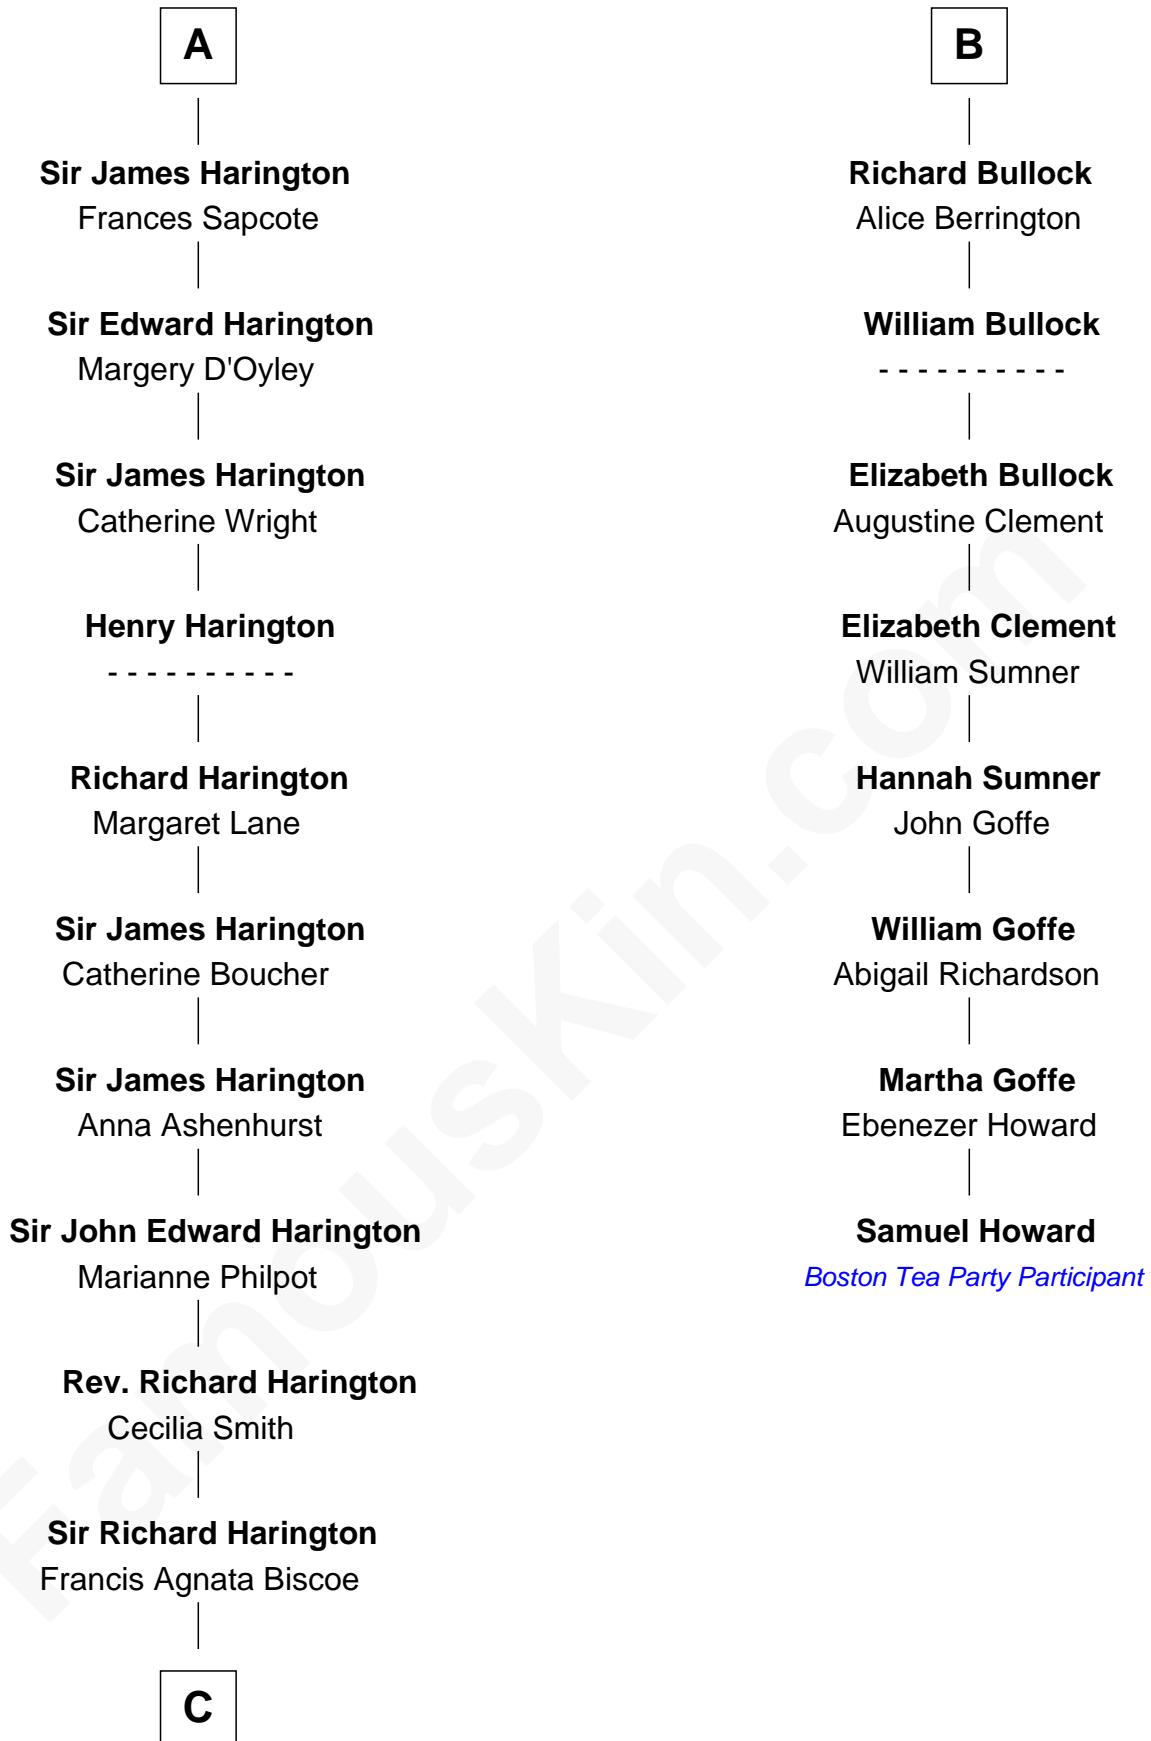 A
Sir James Harington
Frances Sapcote
Sir Edward Harington
Margery D'Oyley
Sir James Harington
Catherine Wright
Henry Harington
- - - - - - - - - -
Richard Harington
Margaret Lane
Sir James Harington
Catherine Boucher
Sir James Harington
Anna Ashenhurst
Sir John Edward Harington
Marianne Philpot
Rev. Richard Harington
Cecilia Smith
Sir Richard Harington
Francis Agnata Biscoe
C
B
Richard Bullock
Alice Berrington
William Bullock
- - - - - - - - - -
Elizabeth Bullock
Augustine Clement
Elizabeth Clement
William Sumner
Hannah Sumner
John Goffe
William Goffe
Abigail Richardson
Martha Goffe
Ebenezer Howard
Samuel Howard
Boston Tea Party Participant
FamousKin.com